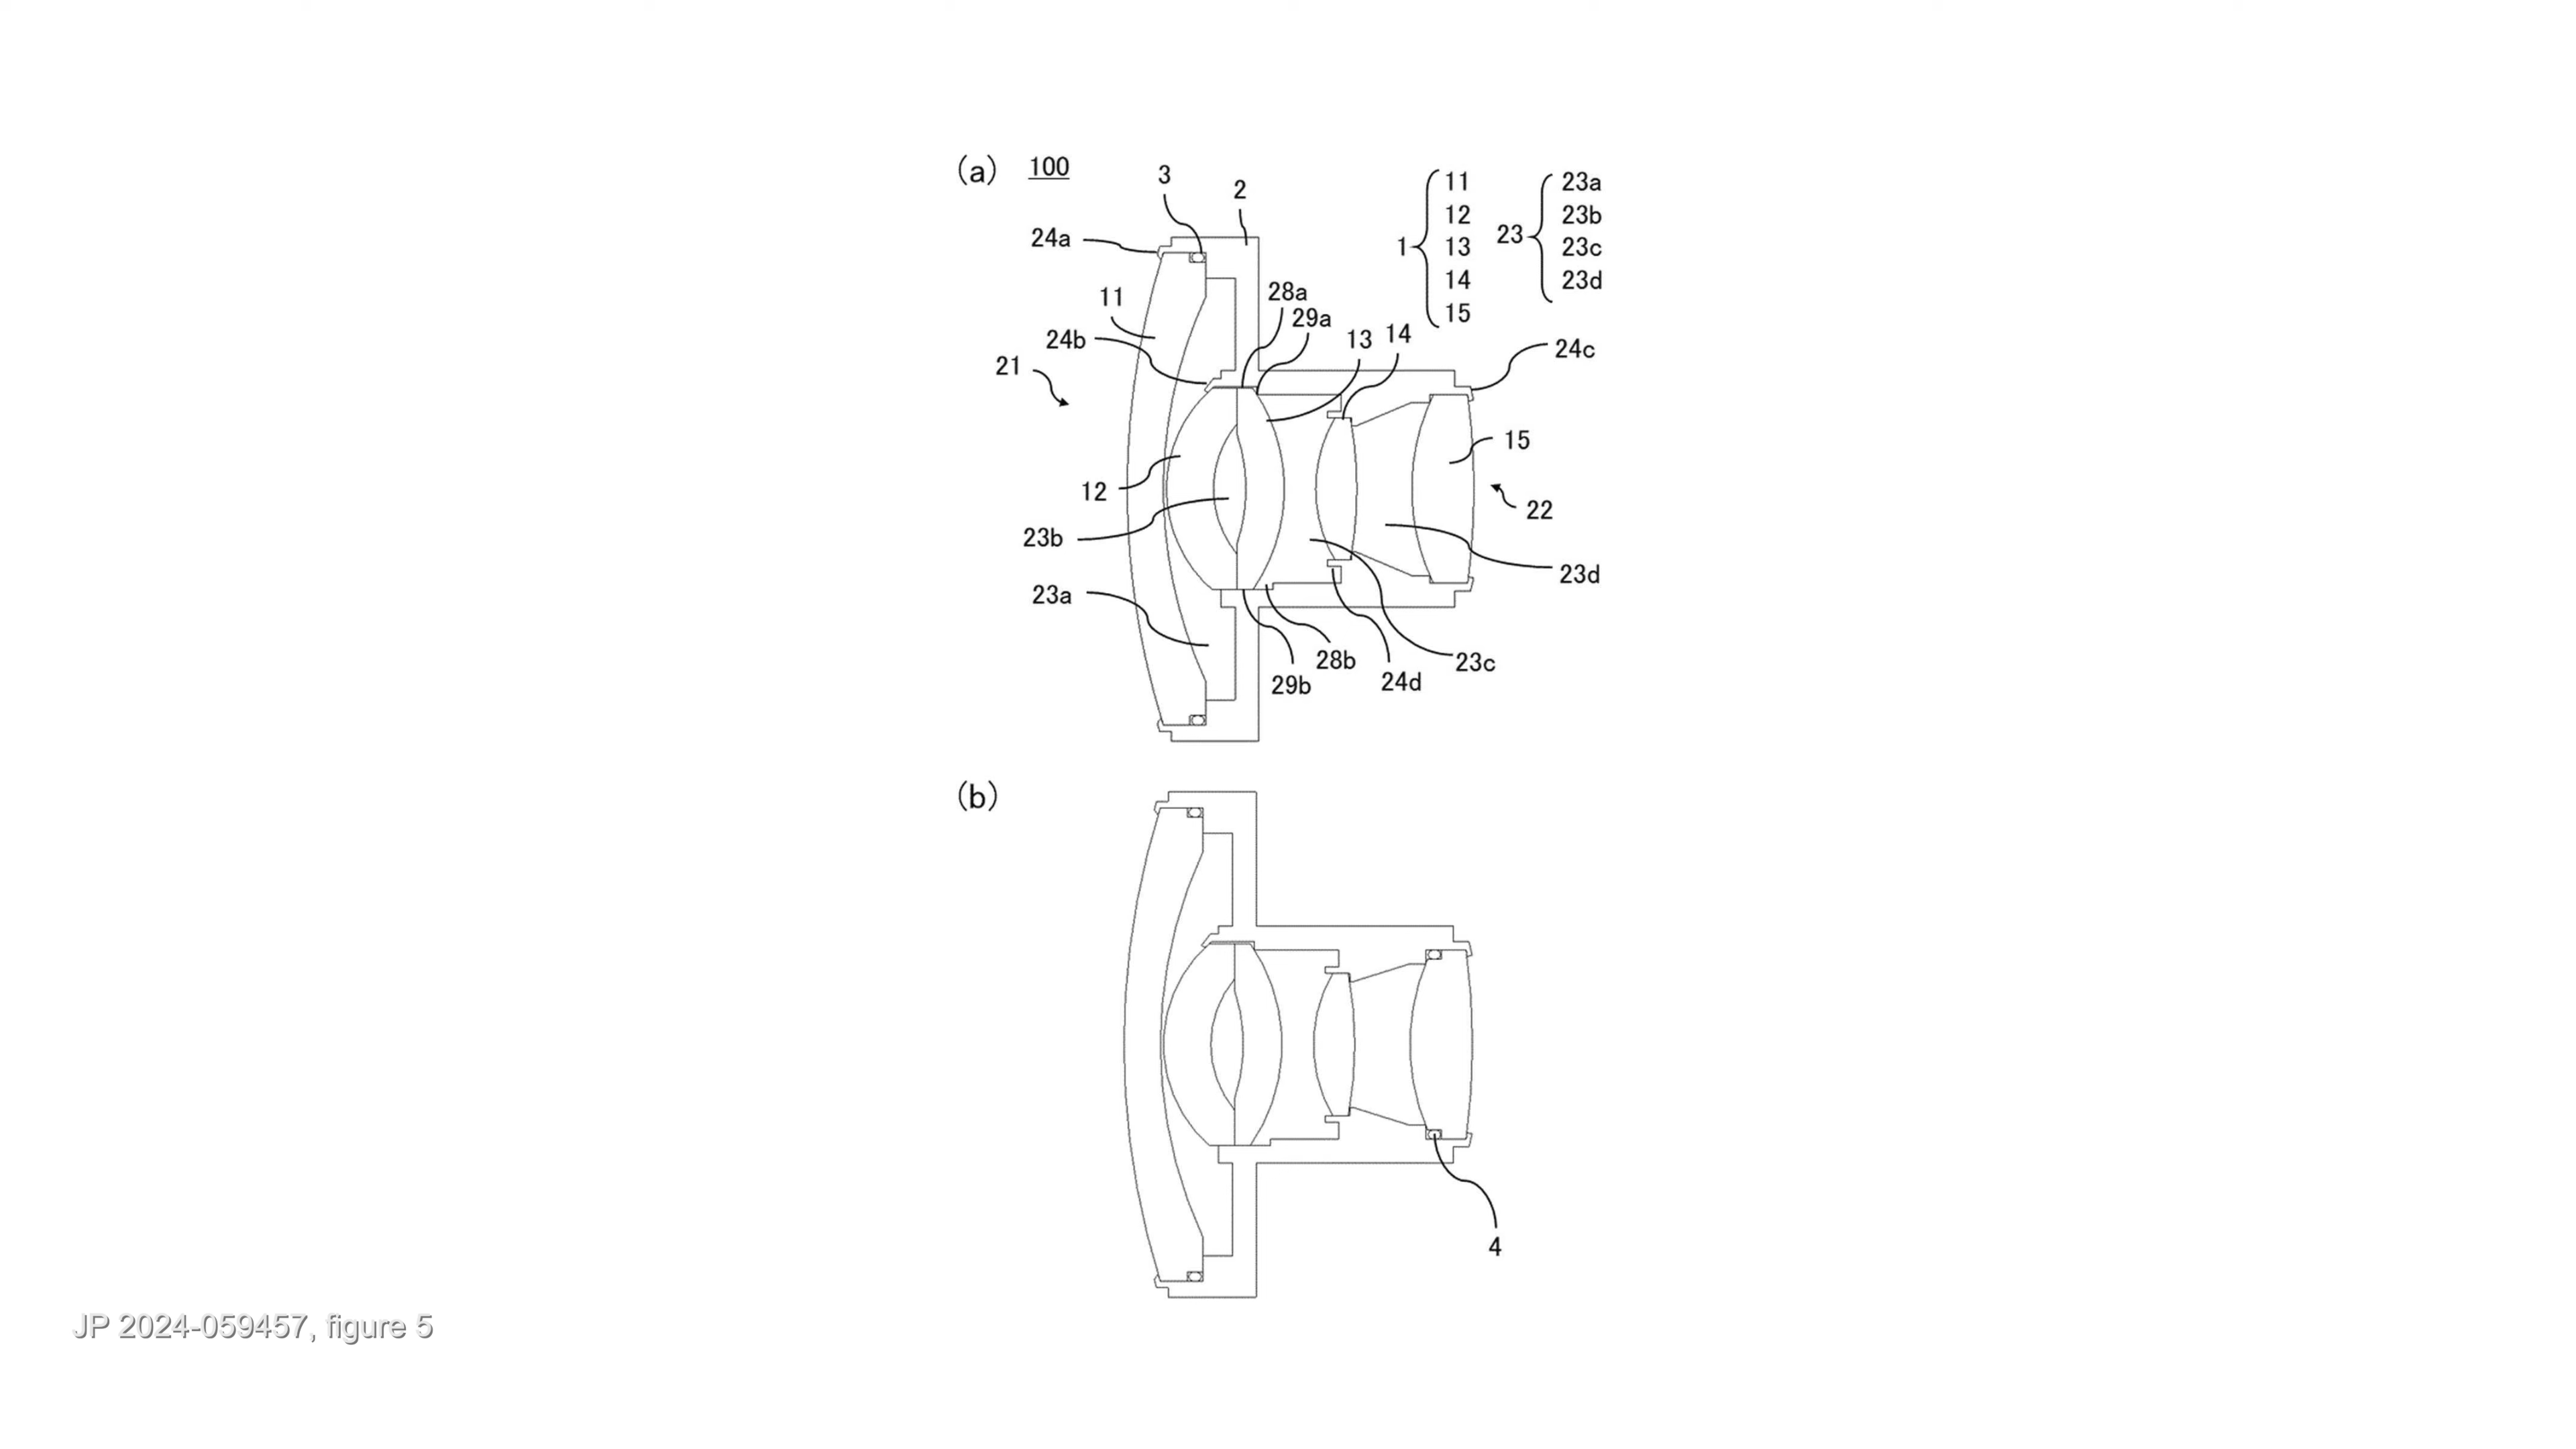 (a) 100
3
2
24a
11
24b
21
28a
29a
13
14
1
11
12
13
14
15
23
23a
23b
23c
23d
24c
15
22
12
23b
23a
23d
28b
29b
24d
23c
(b)
4
JP 2024-059457, figure 5